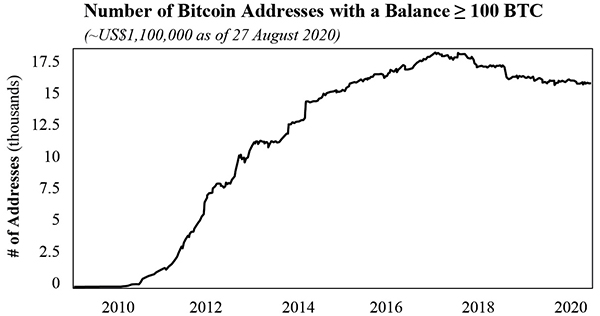 Number of Bitcoin Addresses with a Balance ≥ 100 BTC
(~US$1,100,000 as of 27 August 2020)
# of Addresses (thousands)
17.5
15
12.5
10
7.5
5
2.5
0
2010 2012 2014 2016 2018 2020